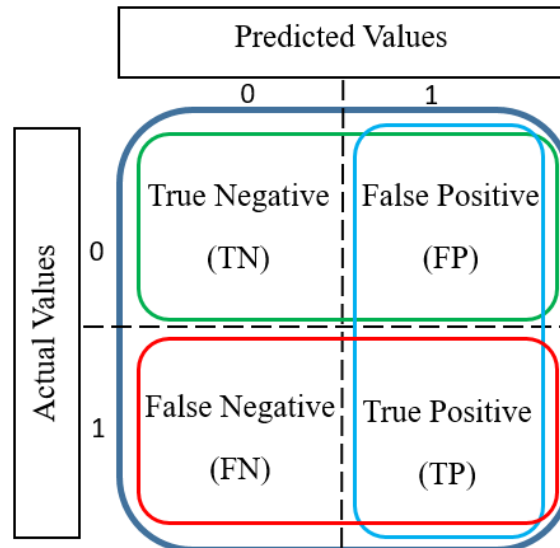 Predicted Values
0 1
Actual Values
0
True Negative
(TN)
False Positive
(FP)
1
False Negative
(FN)
True Positive
(TP)